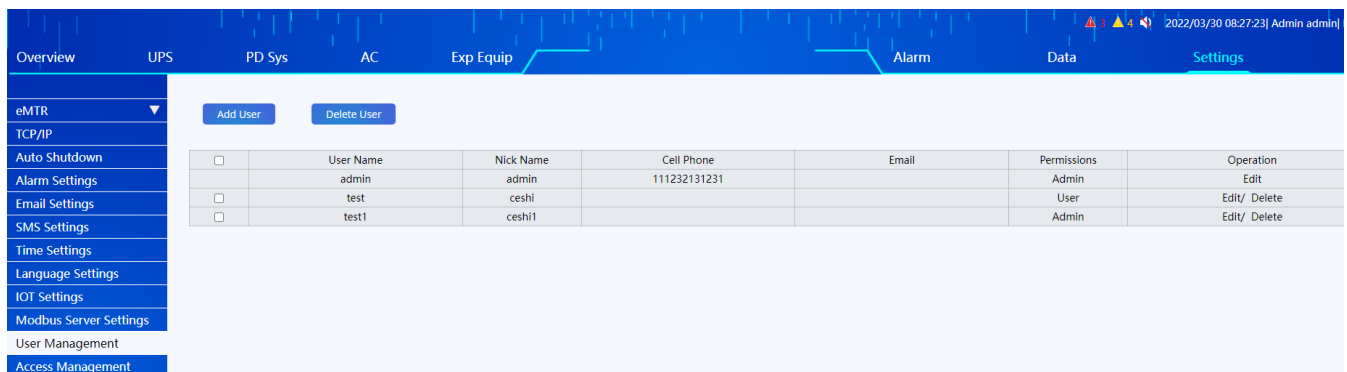 3 4 2022/03/30 08:27:23| Admin admin|
Overview UPS PD Sys AC Exp Equip Alarm Data Settings
eMTR
TCP/IP
Auto Shutdown
Alarm Settings
Email Settings
SMS Settings
Time Settings
Language Settings
IOT Settings
Modbus Server Settings
User Management
Access Management
Add User Delete User
User Name Nick Name Cell Phone Email Permissions Operation
admin admin 111232131231 Admin Edit
test ceshi User Edit/ Delete
test1 ceshi1 Admin Edit/ Delete